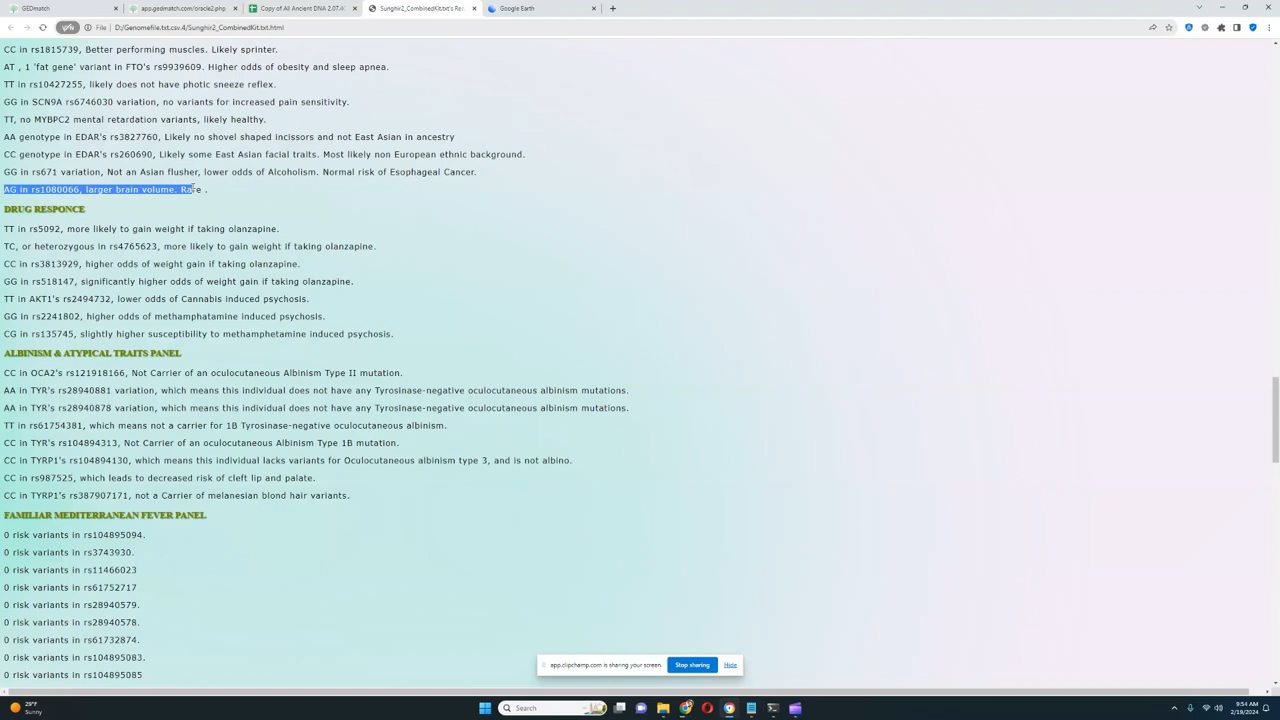 GEDmatch
app.gedmatch.com/oracle2.php
Copy of All Ancient DNA 2.07.4
Sunghir2_CombinedKit.txt's Re
Google Earth
File
D:/Genomefile.txt.csv.4/Sunghir2_CombinedKit.txt.html
CC in rs1815739, Better performing muscles. Likely sprinter.
AT , 1 'fat gene' variant in FTO's rs9939609. Higher odds of obesity and sleep apnea.
TT in rs10427255, likely does not have photic sneeze reflex.
GG in SCN9A rs6746030 variation, no variants for increased pain sensitivity.
TT, no MYBPC2 mental retardation variants, likely healthy.
AA genotype in EDAR's rs3827760, Likely no shovel shaped incissors and not East Asian in ancestry
CC genotype in EDAR's rs260690, Likely some East Asian facial traits. Most likely non European ethnic background.
GG in rs671 variation, Not an Asian flusher, lower odds of Alcoholism. Normal risk of Esophageal Cancer.
AG in rs1080066, larger brain volume. Rare .
DRUG RESPONCE
TT in rs5092, more likely to gain weight if taking olanzapine.
TC, or heterozygous in rs4765623, more likely to gain weight if taking olanzapine.
CC in rs3813929, higher odds of weight gain if taking olanzapine.
GG in rs518147, significantly higher odds of weight gain if taking olanzapine.
TT in AKT1's rs2494732, lower odds of Cannabis induced psychosis.
GG in rs2241802, higher odds of methamphatamine induced psychosis.
CG in rs135745, slightly higher susceptibility to methamphetamine induced psychosis.
ALBINISM & ATYPICAL TRAITS PANEL
CC in OCA2's rs121918166, Not Carrier of an oculocutaneous Albinism Type II mutation.
AA in TYR's rs28940881 variation, which means this individual does not have any Tyrosinase-negative oculocutaneous albinism mutations.
AA in TYR's rs28940878 variation, which means this individual does not have any Tyrosinase-negative oculocutaneous albinism mutations.
TT in rs61754381, which means not a carrier for 1B Tyrosinase-negative oculocutaneous albinism.
CC in TYR's rs104894313, Not Carrier of an oculocutaneous Albinism Type 1B mutation.
CC in TYRP1's rs104894130, which means this individual lacks variants for Oculocutaneous albinism type 3, and is not albino.
CC in rs987525, which leads to decreased risk of cleft lip and palate.
CC in TYRP1's rs387907171, not a Carrier of melanesian blond hair variants.
FAMILIAR MEDITERRANEAN FEVER PANEL
0 risk variants in rs104895094.
0 risk variants in rs3743930.
0 risk variants in rs11466023
0 risk variants in rs61752717
0 risk variants in rs28940579.
0 risk variants in rs28940578.
0 risk variants in rs61732874.
0 risk variants in rs104895083.
0 risk variants in rs104895085
app.clipchamp.com is sharing your screen.
Stop sharing
Hide
29°F
Sunny
Search
9:54 AM
2/19/2024